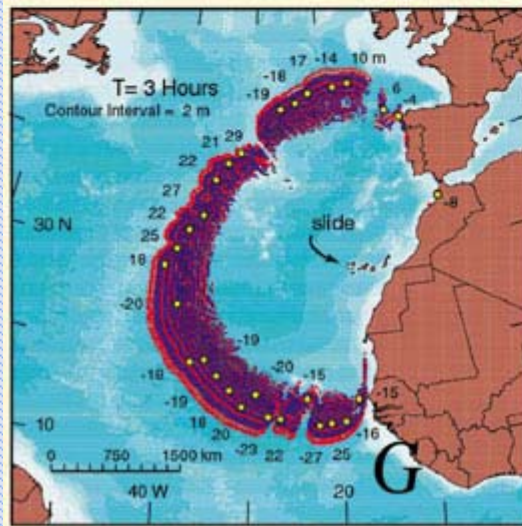 -18 17 -14 10 m
T= 3 Hours
Contour Interval = 2 m
-19
6
-4
21 29
22
27
22
25
18
-8
30 N
slide
-20
-19
-18
-20
-15
-15
-19
18
20
-23 22 -27 25 -16
10
G
0 750 1500 km
40 W
20